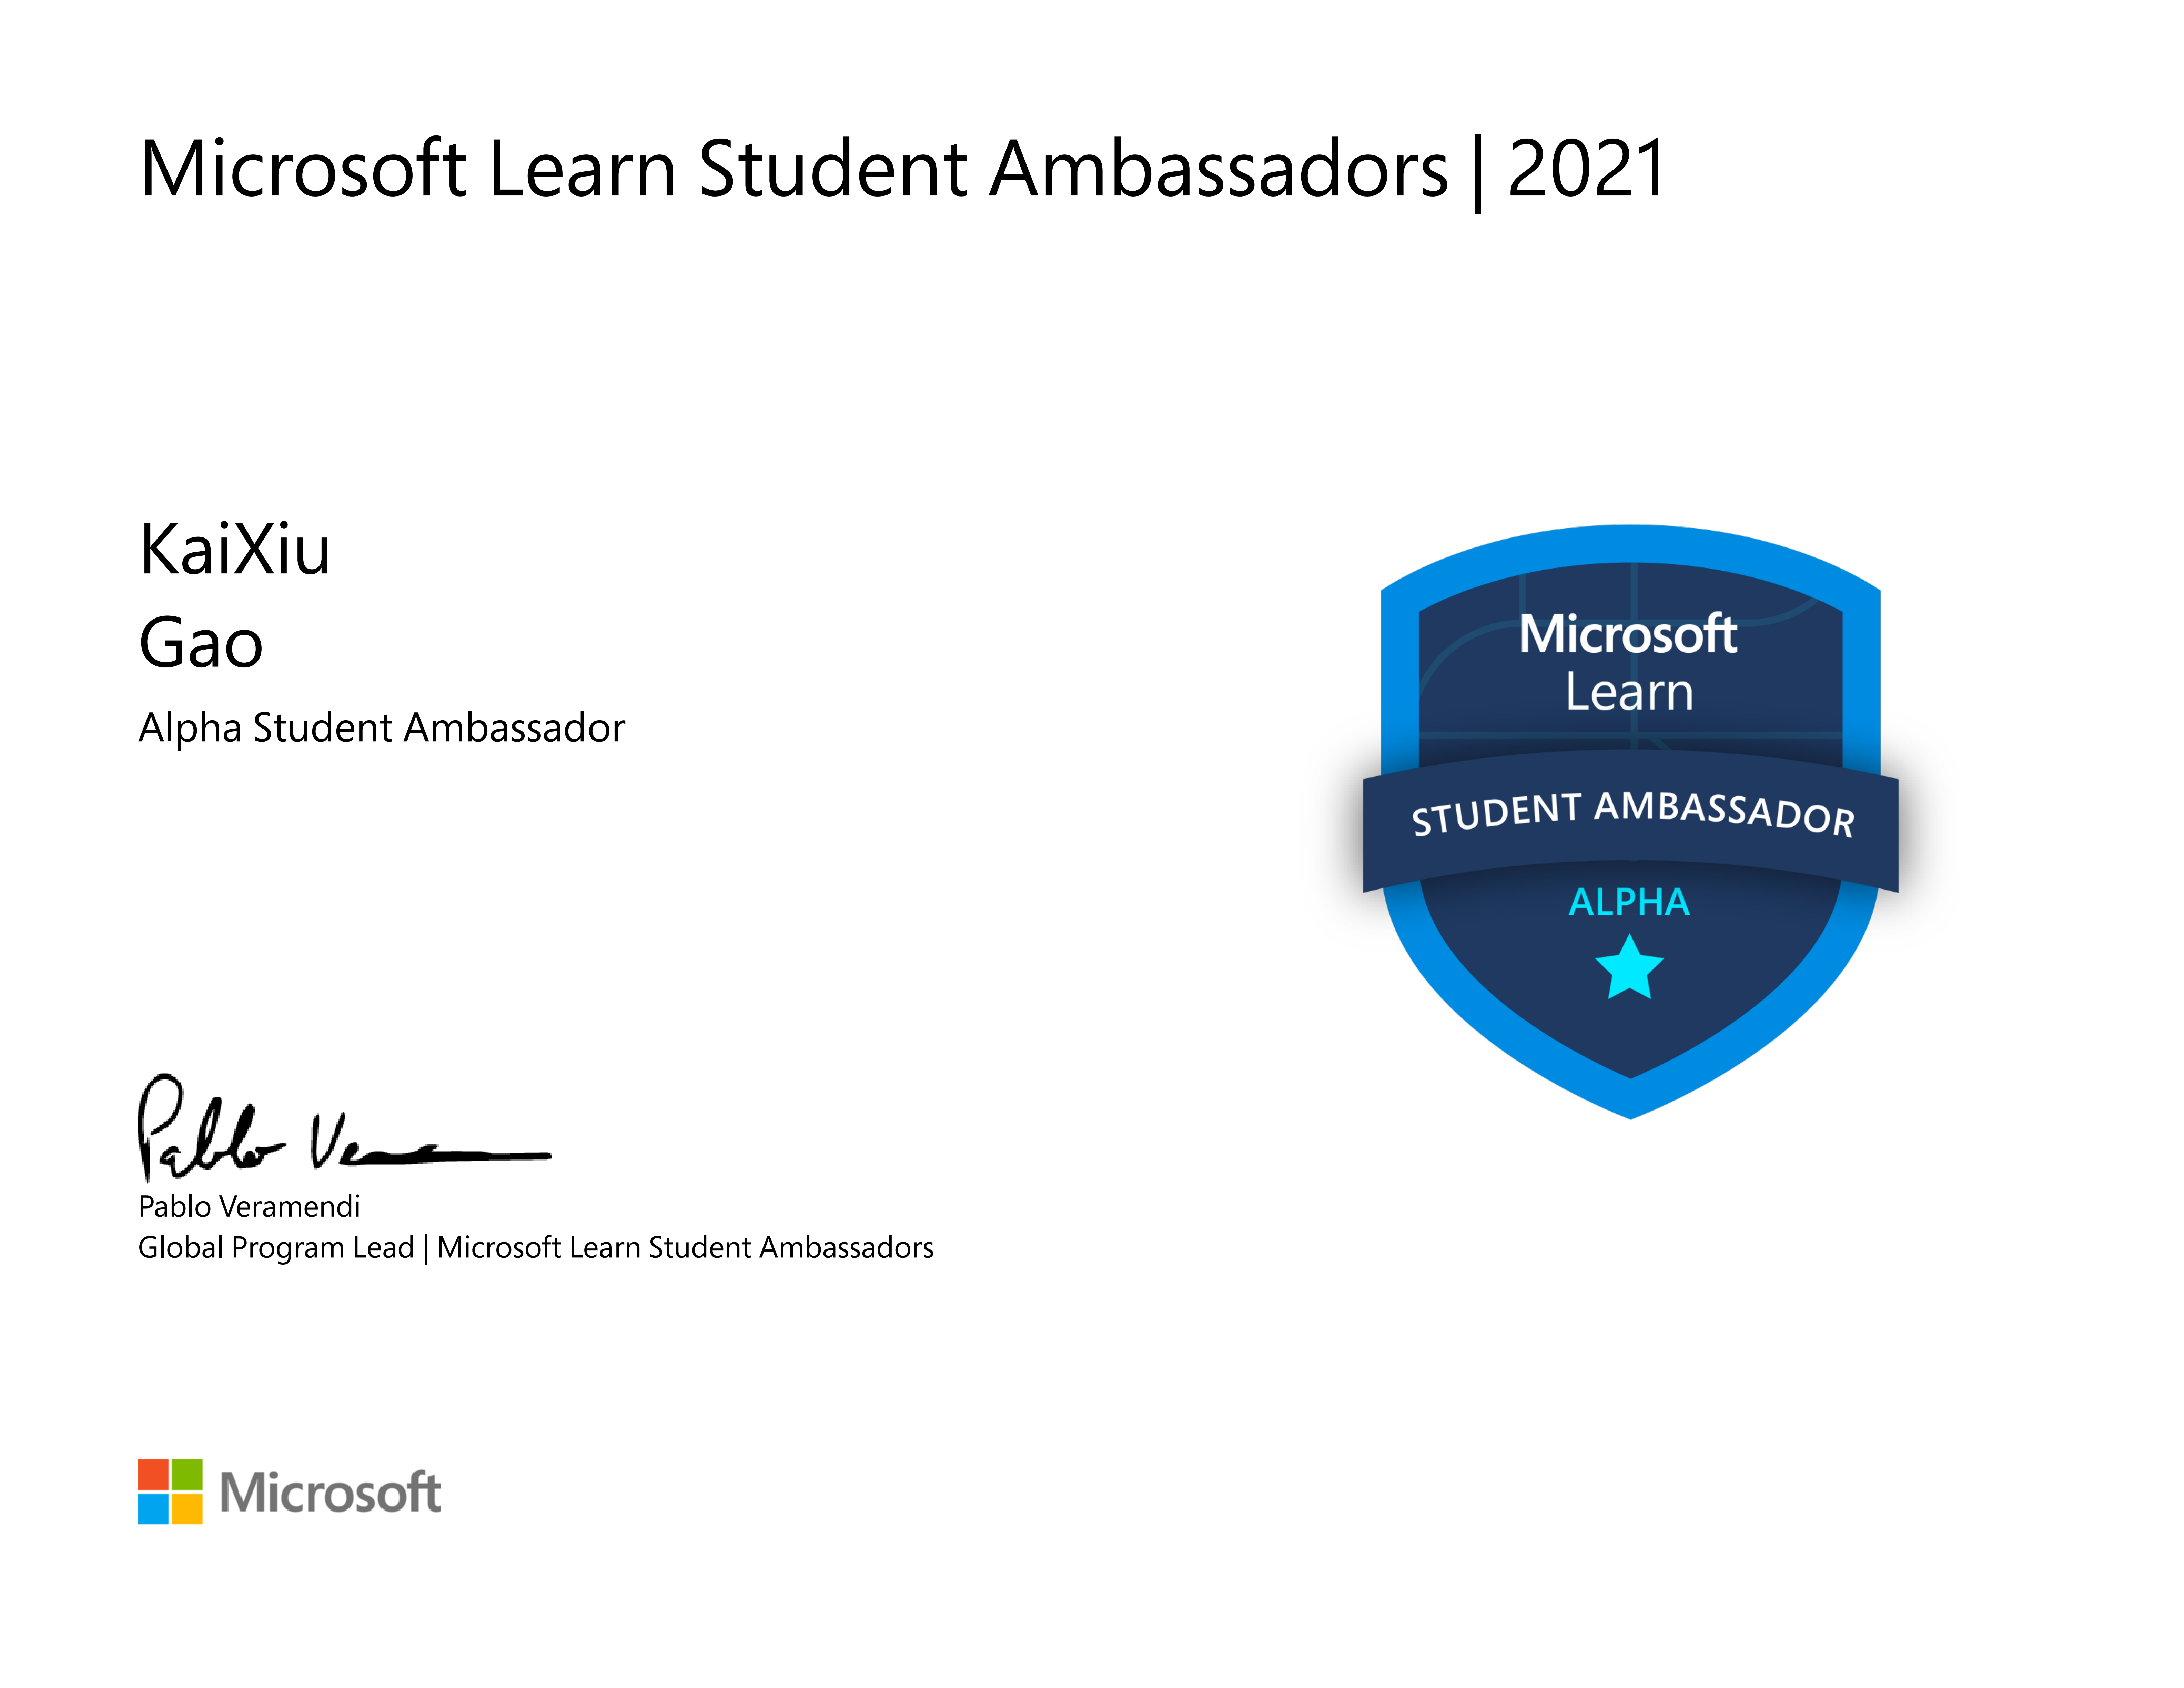 Microsoft Learn Student Ambassadors | 2021
KaiXiu
Gao
Alpha Student Ambassador
Microsoft
Learn
STUDENT AMBASSADOR
ALPHA
Pablo Ve
Pablo Veramendi
Global Program Lead | Microsoft Learn Student Ambassadors
Microsoft